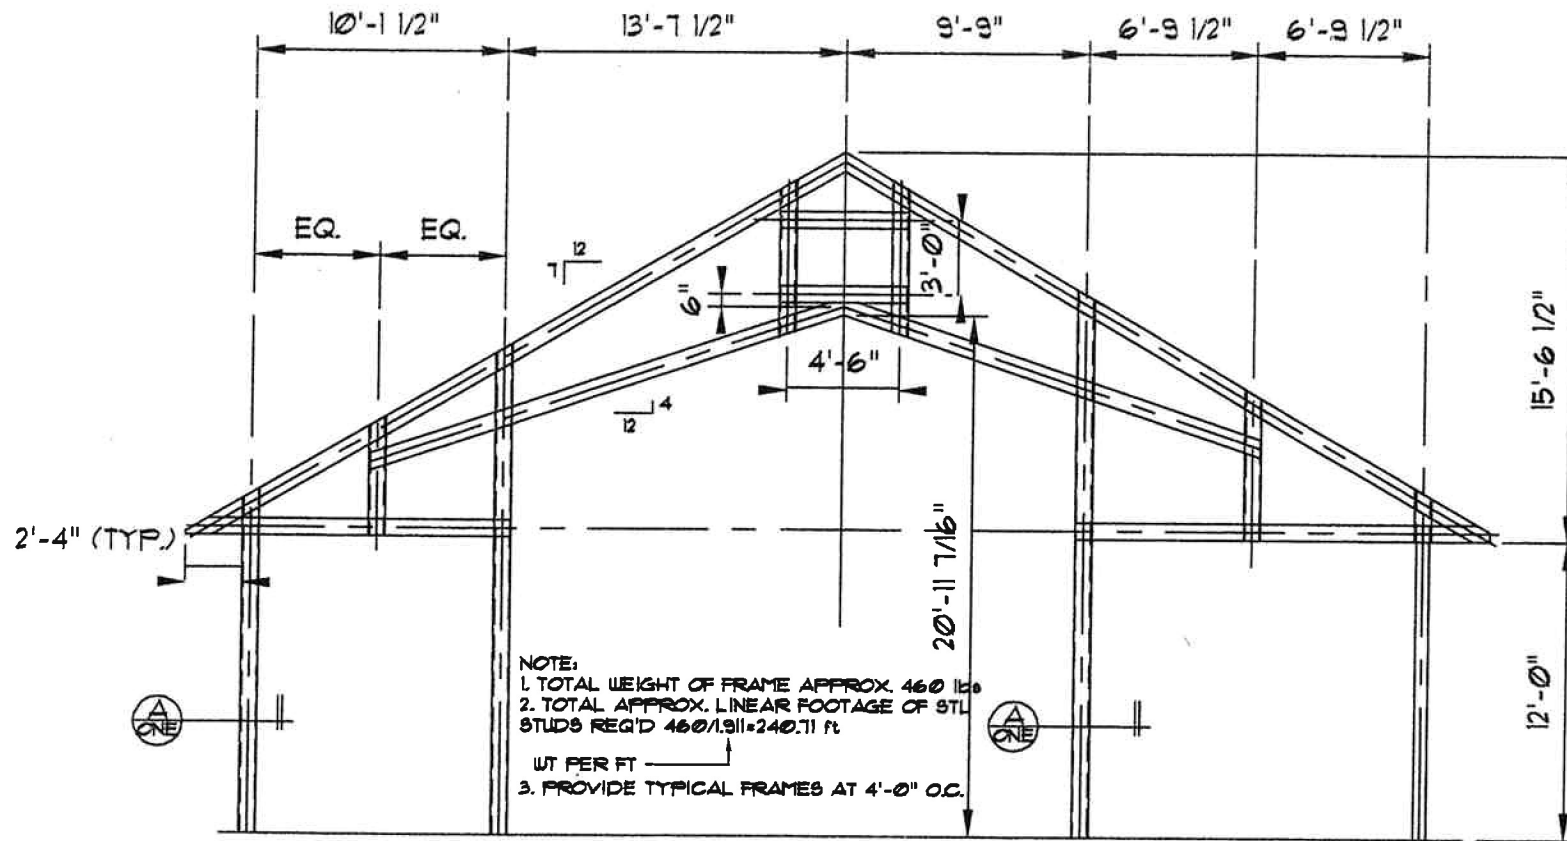 10'-1 1/2"
13'-7 1/2"
9'-9"
6'-9 1/2"
6'-9 1/2"
EQ.
EQ.
12
7
3'-0"
6"
15'-6 1/2"
4'-6"
4
12
2'-4" (TYP.)
20'-11 7/16"
12'-0"
NOTE:
1. TOTAL WEIGHT OF FRAME APPROX. 460 lbs
2. TOTAL APPROX. LINEAR FOOTAGE OF STL
STUDS REQ'D 460/1.911=240.71 ft
WT PER FT
3. PROVIDE TYPICAL FRAMES AT 4'-0" O.C.
A
ONE
A
ONE